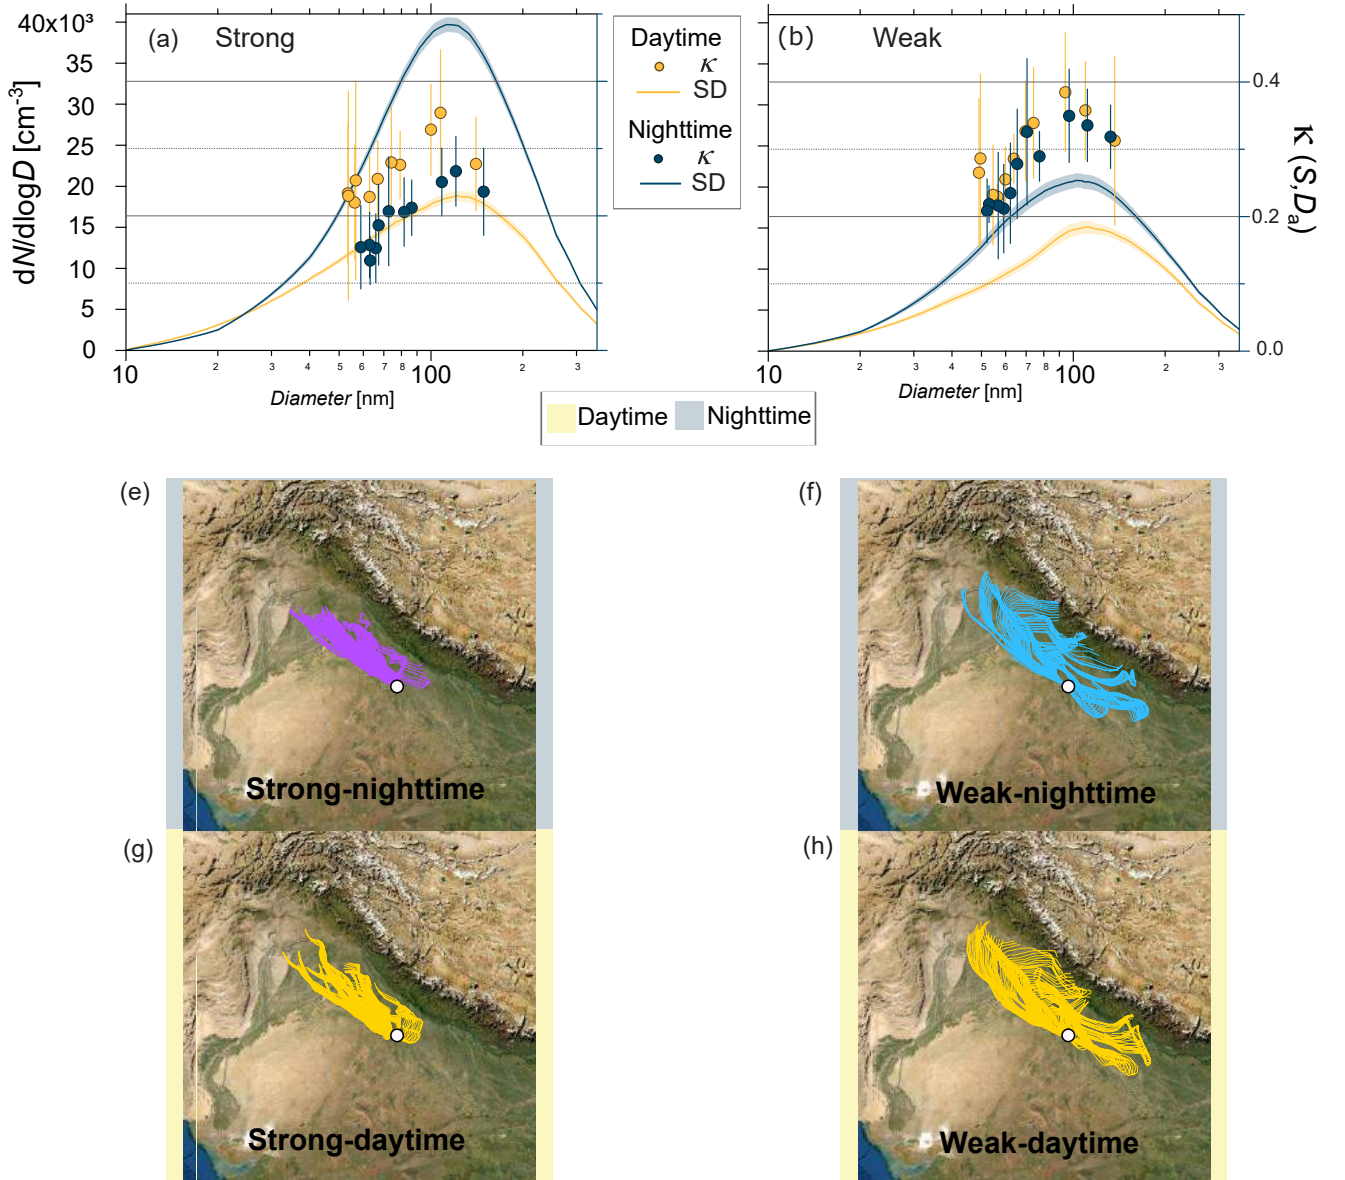 (a) Strong
40x10³
35
30
25
20
15
10
5
0
dN/dlogD [cm⁻³]
10
2
3
4
5
6
7
8
100
2
3
Diameter [nm]
Daytime
κ
SD
Nighttime
κ
SD
(b) Weak
0.4
0.2
0.0
κ (S,Dₐ)
10
2
3
4
5
6
7
8
100
2
3
Diameter [nm]
Daytime Nighttime
(e)
Strong-nighttime
(f)
Weak-nighttime
(g)
Strong-daytime
(h)
Weak-daytime